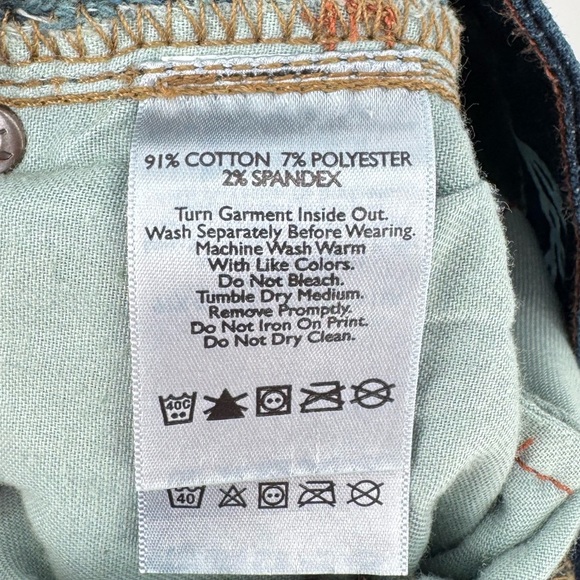 91% COTTON 7% POLYESTER
2% SPANDEX
Turn Garment Inside Out.
Wash Separately Before Wearing.
Machine Wash Warm
With Like Colors.
Do Not Bleach.
Tumble Dry Medium.
Remove Promptly.
Do Not Iron On Print.
Do Not Dry Clean.
40C
40